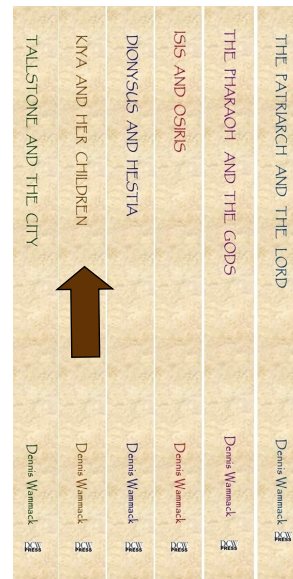 TALLSTONE AND THE CITY Dennis Wammack DCW PRESS
KIYA AND HER CHILDREN Dennis Wammack DCW PRESS
DIONYSUS AND HESTIA Dennis Wammack DCW PRESS
ISIS AND OSIRIS Dennis Wammack DCW PRESS
THE PHARAOH AND THE GODS Dennis Wammack DCW PRESS
THE PATRIARCH AND THE LORD Dennis Wammack DCW PRESS